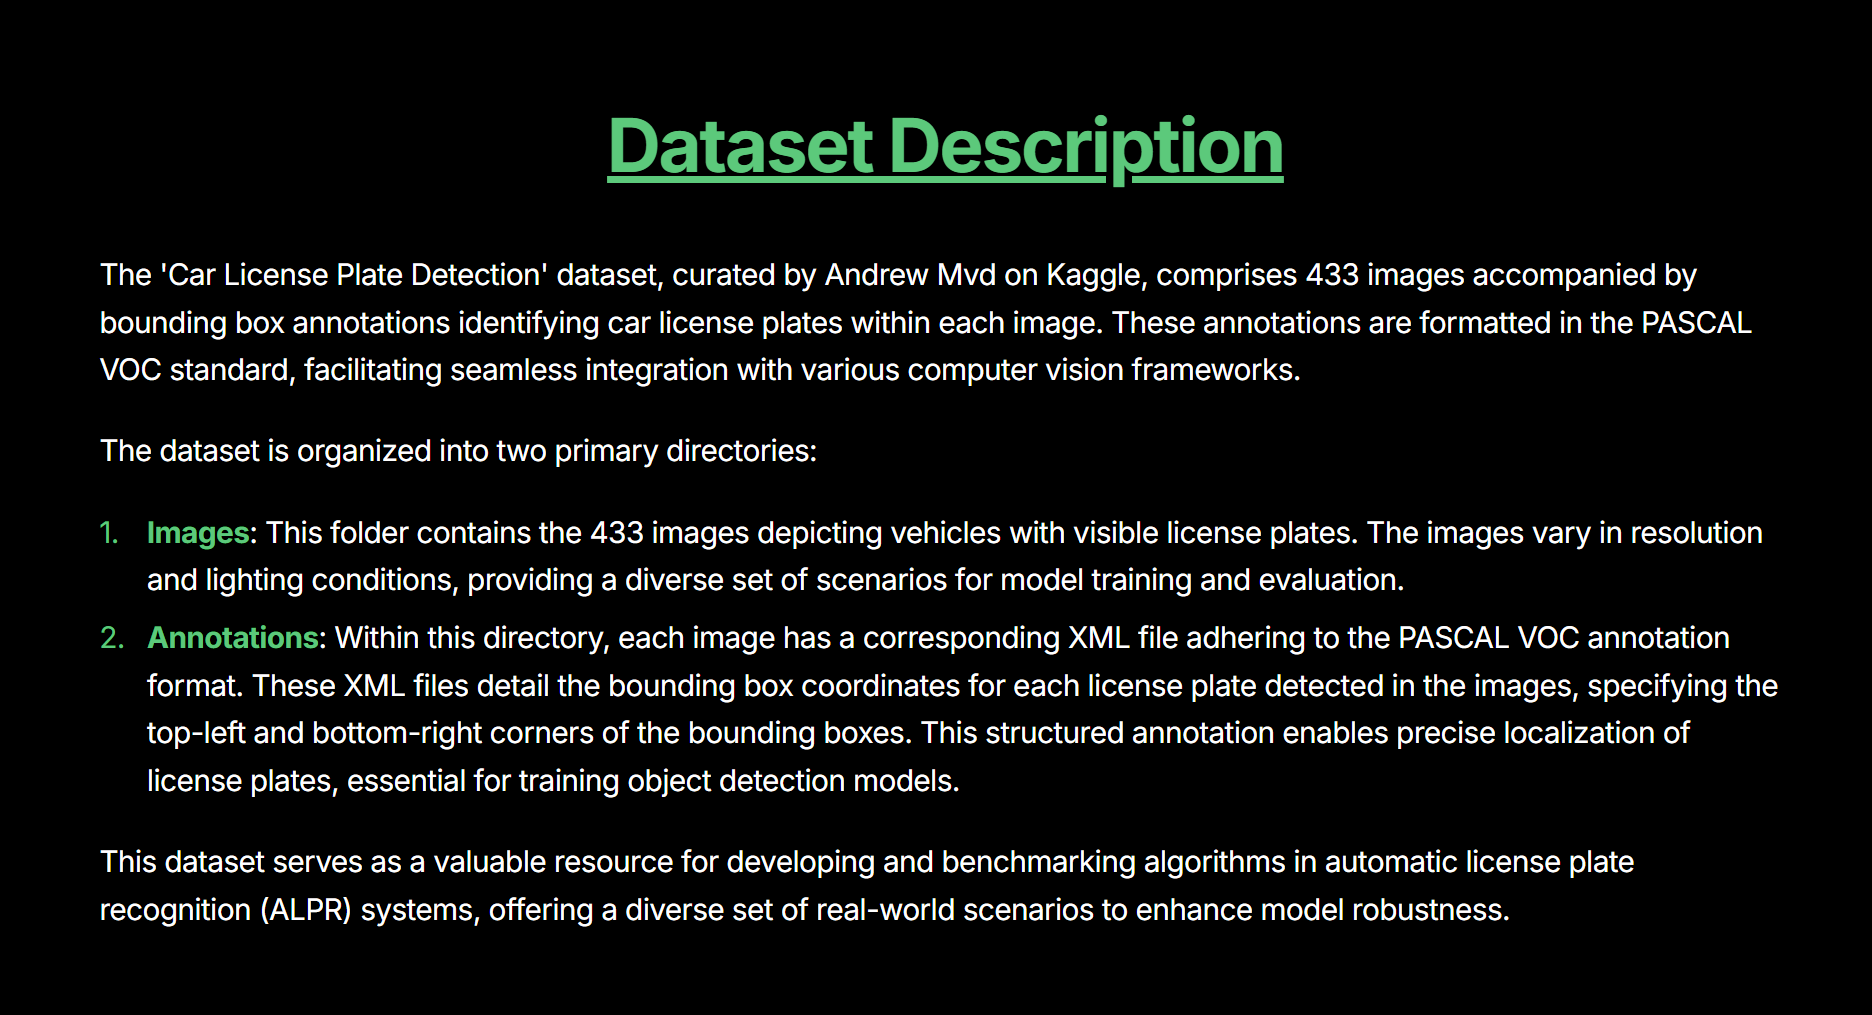 Dataset Description
The 'Car License Plate Detection' dataset, curated by Andrew Mvd on Kaggle, comprises 433 images accompanied by
bounding box annotations identifying car license plates within each image. These annotations are formatted in the PASCAL
VOC standard, facilitating seamless integration with various computer vision frameworks.
The dataset is organized into two primary directories:
1. Images: This folder contains the 433 images depicting vehicles with visible license plates. The images vary in resolution
and lighting conditions, providing a diverse set of scenarios for model training and evaluation.
2. Annotations: Within this directory, each image has a corresponding XML file adhering to the PASCAL VOC annotation
format. These XML files detail the bounding box coordinates for each license plate detected in the images, specifying the
top-left and bottom-right corners of the bounding boxes. This structured annotation enables precise localization of
license plates, essential for training object detection models.
This dataset serves as a valuable resource for developing and benchmarking algorithms in automatic license plate
recognition (ALPR) systems, offering a diverse set of real-world scenarios to enhance model robustness.